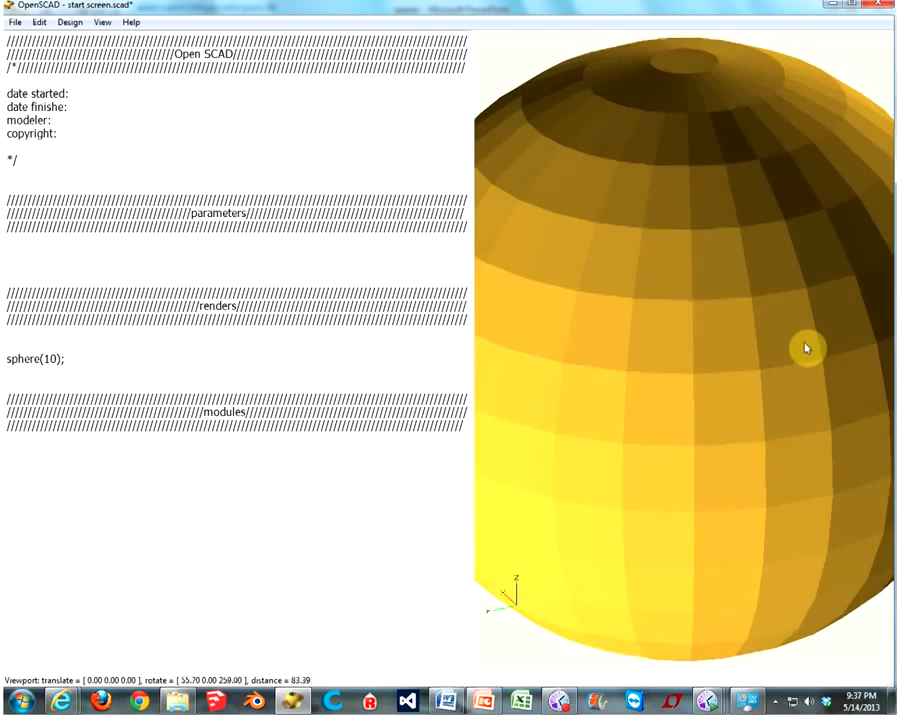 OpenSCAD - start screen.scad*
File Edit Design View Help
//////////////////////////////////////////////////////////////////////////////////////////////////////////////
////////////////////////////////////////Open SCAD////////////////////////////////////////////////////////
/*//////////////////////////////////////////////////////////////////////////////////////////////////////////
date started:
date finishe:
modeler:
copyright:
*/
//////////////////////////////////////////////////////////////////////////////////////////////////////////////
////////////////////////////////////////////parameters////////////////////////////////////////////////////
//////////////////////////////////////////////////////////////////////////////////////////////////////////////
//////////////////////////////////////////////////////////////////////////////////////////////////////////////
//////////////////////////////////////////////renders///////////////////////////////////////////////////////
//////////////////////////////////////////////////////////////////////////////////////////////////////////////
sphere(10);
//////////////////////////////////////////////////////////////////////////////////////////////////////////////
///////////////////////////////////////////////modules/////////////////////////////////////////////////////
/////////////////////////////////////////////////////////////////////////////////////////////////////////////
Z
Viewport: translate = [ 0.00 0.00 0.00 ], rotate = [ 55.70 0.00 259.00 ], distance = 83.39
9:37 PM
5/14/2013